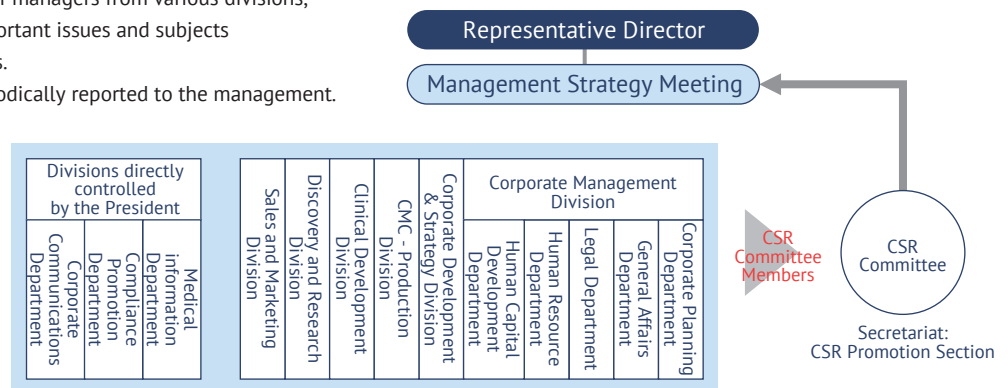 managers from various divisions,
issues and subjects
reported to the management.
Representative Director
Management Strategy Meeting
Divisions directly
controlled
by the President
Corporate
Communications
Department
Compliance
Promotion
Department
Medical
information
Department
Sales and Marketing
Division
Discovery and Research
Division
Clinical Development
Division
CMC - Production
Division
Corporate Development
& Strategy Division
Corporate Management
Division
Human Capital
Development
Department
Human Resource
Department
Legal Department
General Affairs
Department
Corporate Planning
Department
CSR
Committee
Members
CSR
Committee
Secretariat:
CSR Promotion Section